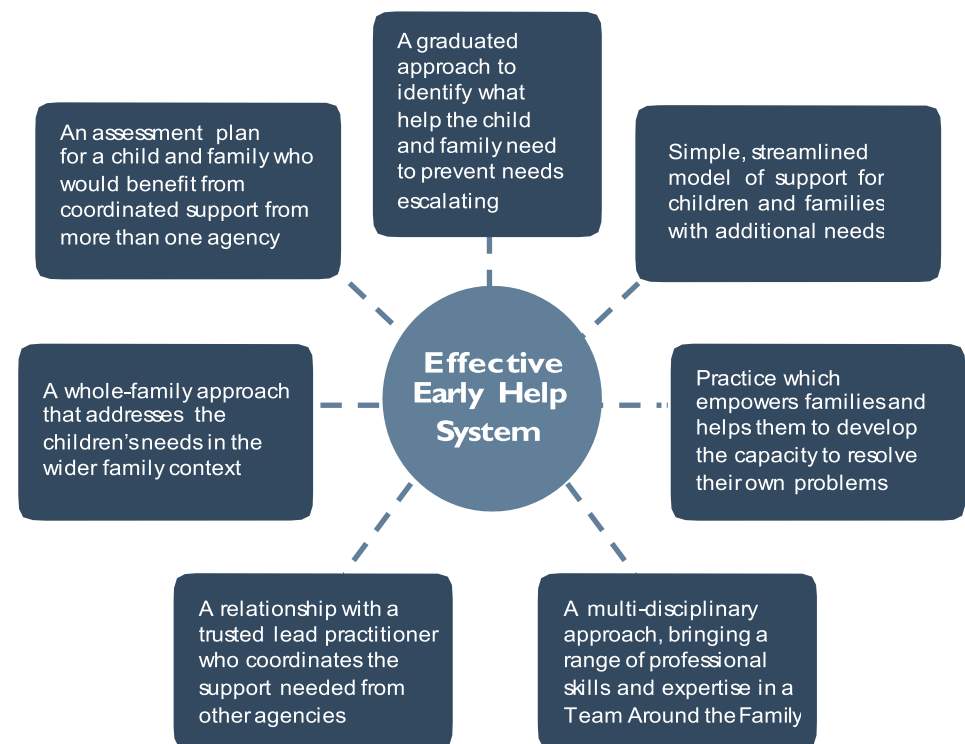 A graduated
approach to
identify what
help the child
and family need
to prevent needs
escalating
An assessment plan
for a child and family who
would benefit from
coordinated support from
more than one agency
Simple, streamlined
model of support for
children and families
with additional needs
Effective
Early Help
System
A whole-family approach
that addresses the
children's needs in the
wider family context
Practice which
empowers families and
helps them to develop
the capacity to resolve
their own problems
A relationship with a
trusted lead practitioner
who coordinates the
support needed from
other agencies
A multi-disciplinary
approach, bringing a
range of professional
skills and expertise in a
Team Around the Family